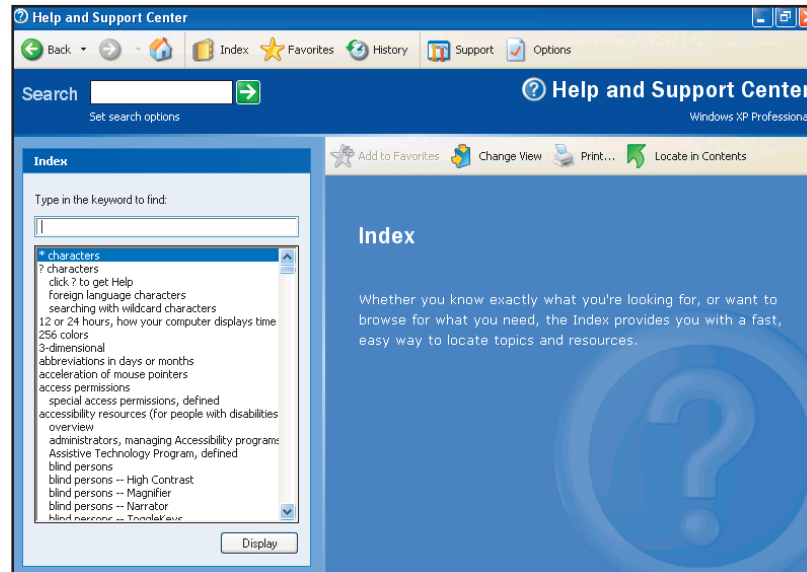 Help and Support Center
Back Index Favorites History Support Options
Search
Set search options
Help and Support Center
Windows XP Professional
Index
Add to Favorites Change View Print... Locate in Contents
Type in the keyword to find:
* characters
? characters
click ? to get Help
foreign language characters
searching with wildcard characters
12 or 24 hours, how your computer displays time
256 colors
3-dimensional
abbreviations in days or months
acceleration of mouse pointers
access permissions
special access permissions, defined
accessibility resources (for people with disabilities
overview
administrators, managing Accessibility programs
Assistive Technology Program, defined
blind persons
blind persons -- High Contrast
blind persons -- Magnifier
blind persons -- Narrator
blind persons -- ToggleKeys
Display
Index
Whether you know exactly what you're looking for, or want to
browse for what you need, the Index provides you with a fast,
easy way to locate topics and resources.